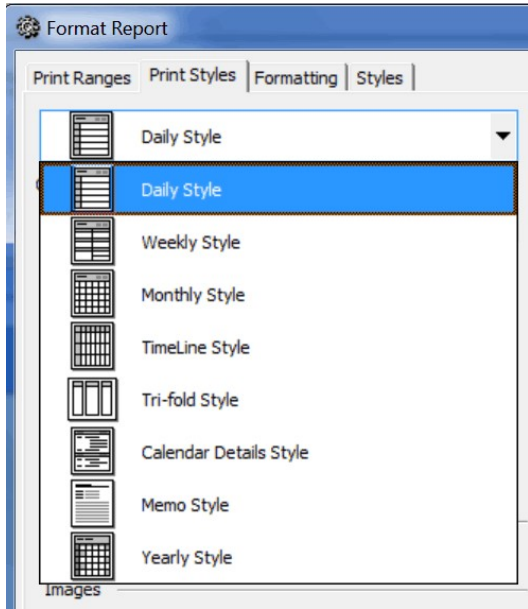 Format Report
Print Ranges Print Styles Formatting Styles
Daily Style
Daily Style
Weekly Style
Monthly Style
TimeLine Style
Tri-fold Style
Calendar Details Style
Memo Style
Yearly Style
Images